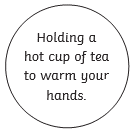 Holding a
hot cup of tea
to warm your
hands.